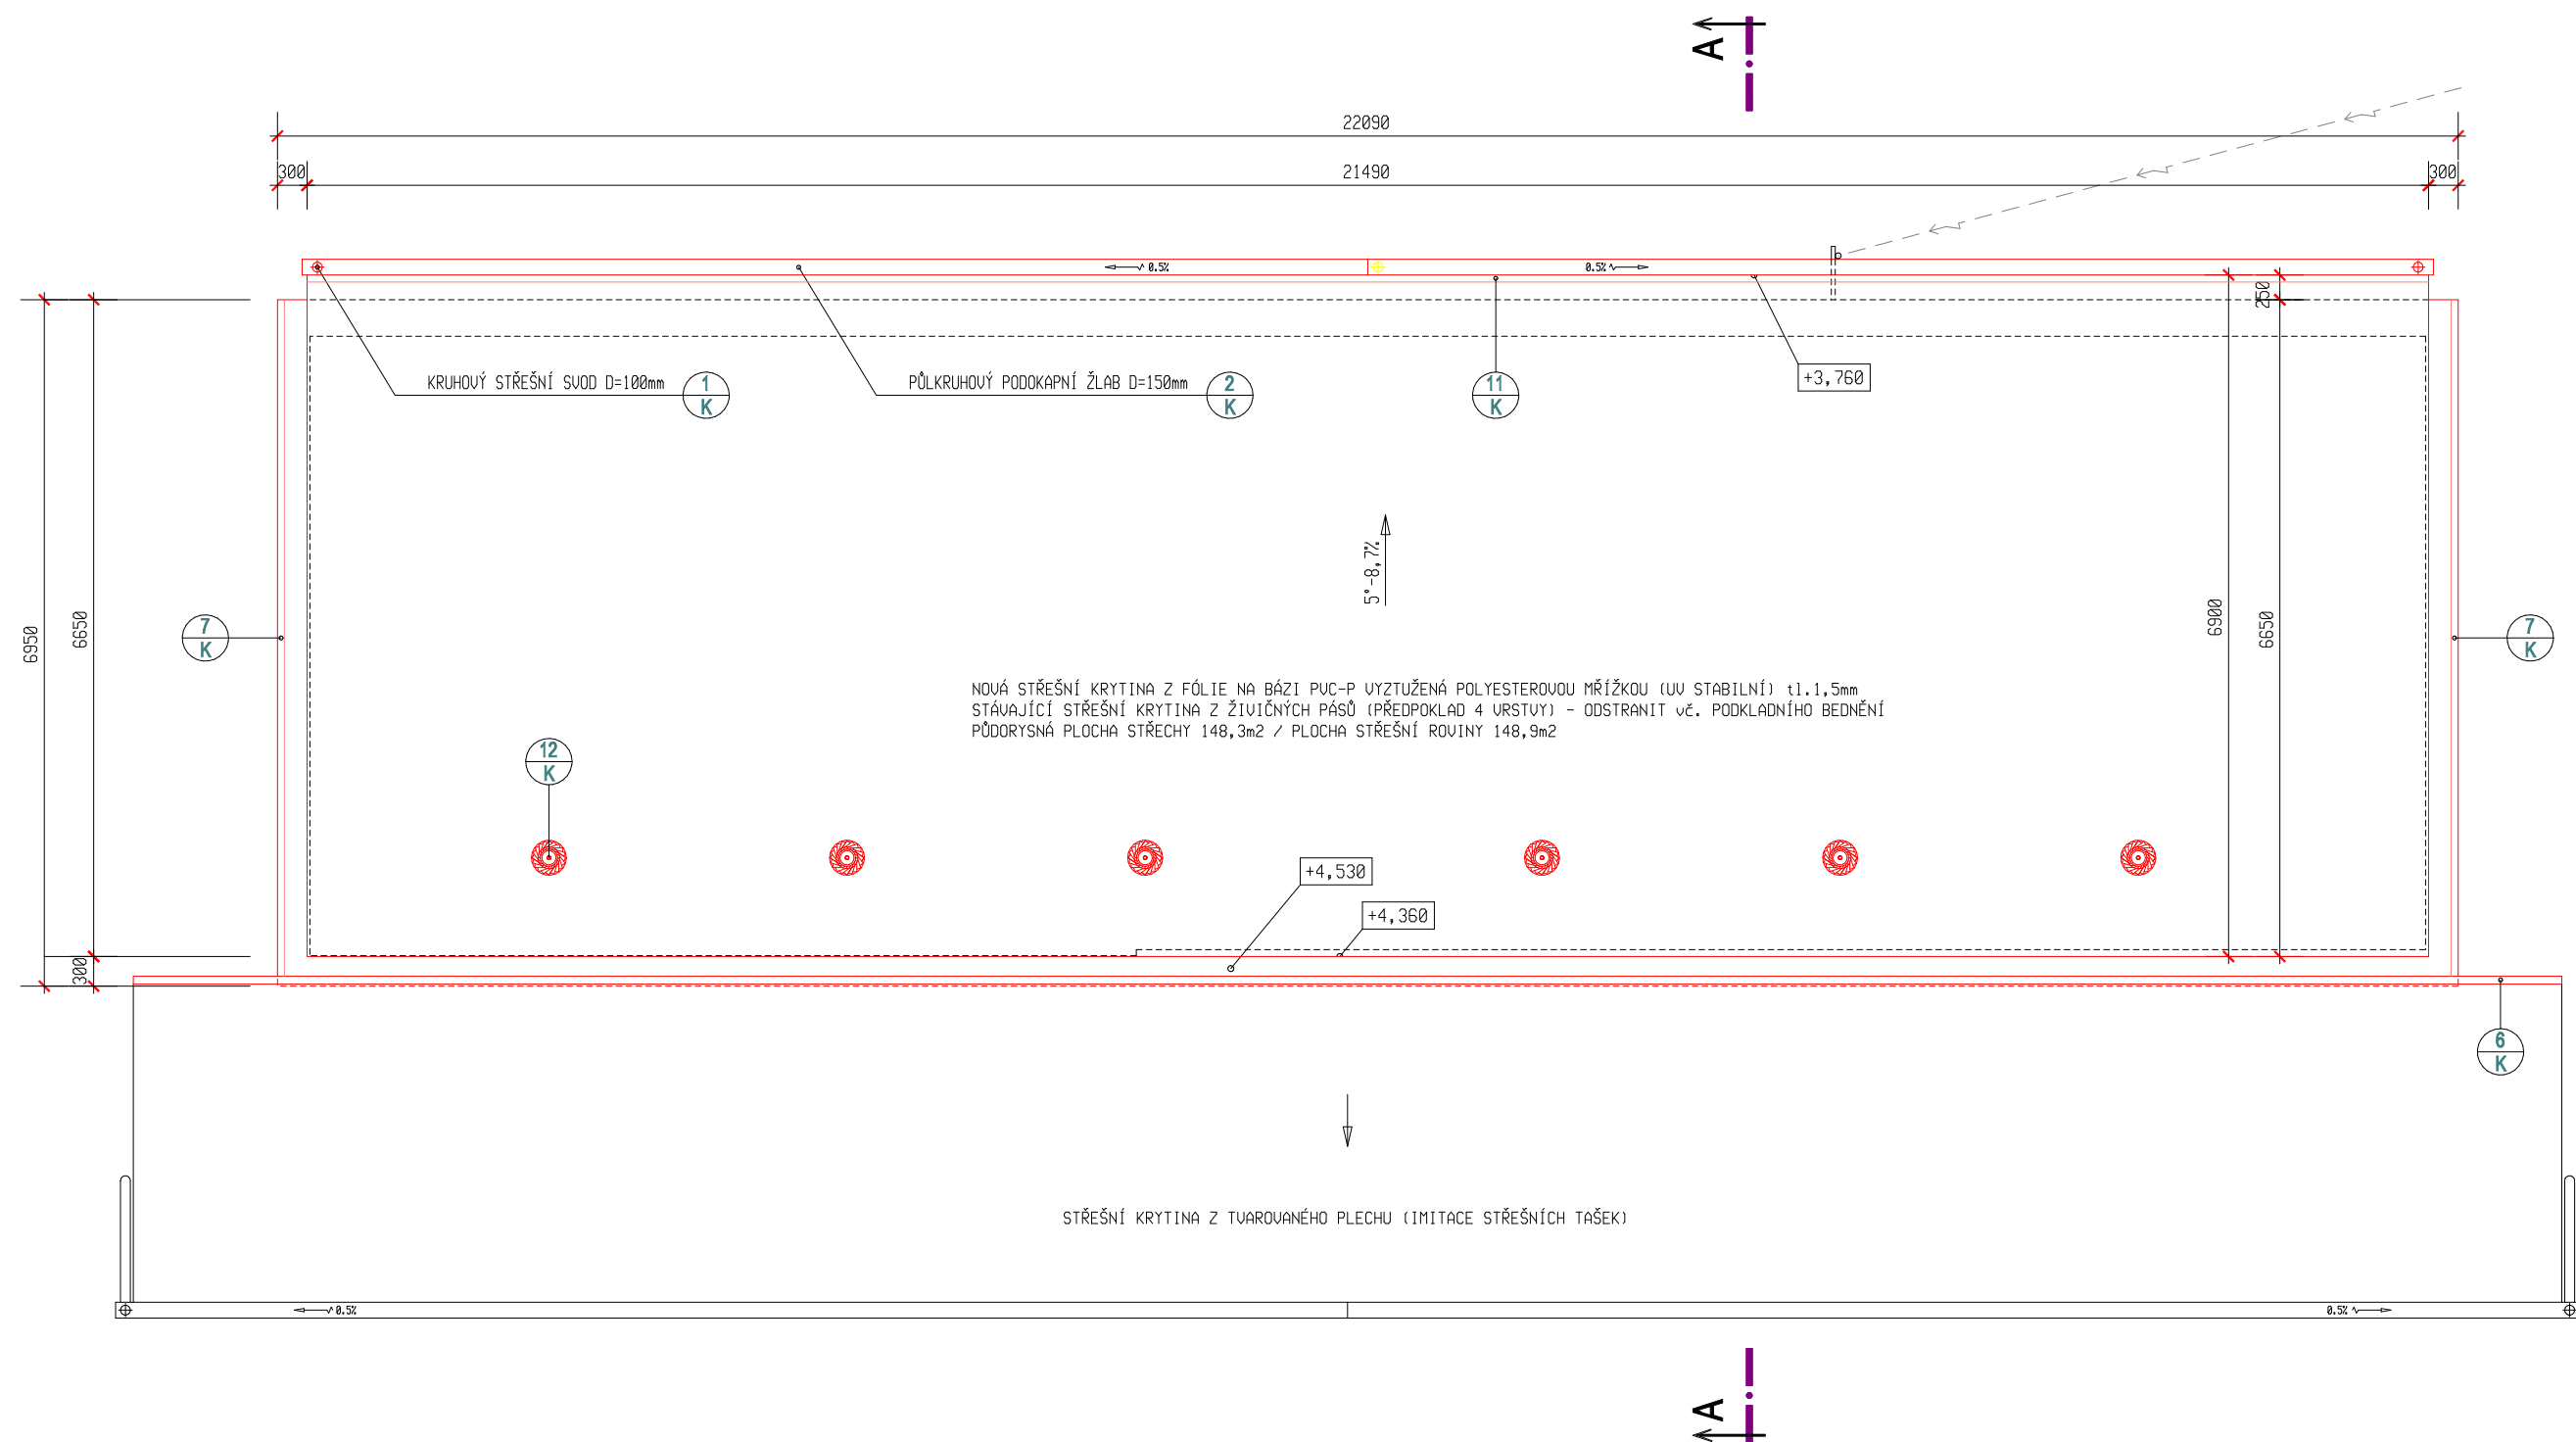 A
22090
300
21490
300
0.5%
0.5%
250
KRUHOVÝ STŘEŠNÍ SVOD D=100mm
1
K
PŮLKRUHOVÝ PODOKAPNÍ ŽLAB D=150mm
2
K
11
K
+3,760
5°-8,7%
6950
6650
7
K
6900
6650
7
K
NOVÁ STŘEŠNÍ KRYTINA Z FÓLIE NA BÁZI PVC-P VYZTUŽENÁ POLYESTEROVOU MŘÍŽKOU (UV STABILNÍ) tl.1,5mm
STÁVAJÍCÍ STŘEŠNÍ KRYTINA Z ŽIVIČNÝCH PÁSŮ (PŘEDPOKLAD 4 VRSTVY) - ODSTRANIT vč. PODKLADNÍHO BEDNĚNÍ
PŮDORYSNÁ PLOCHA STŘECHY 148,3m2 / PLOCHA STŘEŠNÍ ROVINY 148,9m2
12
K
+4,530
+4,360
300
6
K
STŘEŠNÍ KRYTINA Z TVAROVANÉHO PLECHU (IMITACE STŘEŠNÍCH TAŠEK)
0.5%
0.5%
A